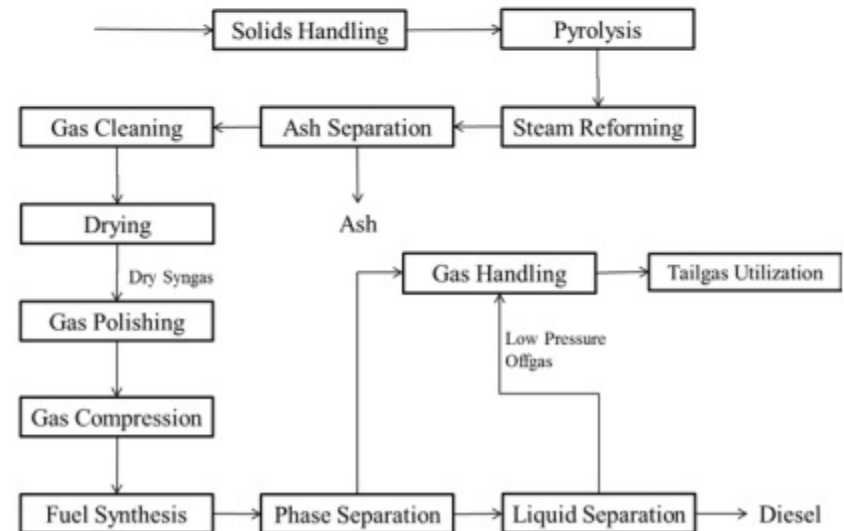 Solids Handling
Pyrolysis
Gas Cleaning
Ash Separation
Steam Reforming
Drying
Ash
Dry Syngas
Gas Handling
Tailgas Utilization
Gas Polishing
Low Pressure
Offgas
Gas Compression
Fuel Synthesis
Phase Separation
Liquid Separation
Diesel